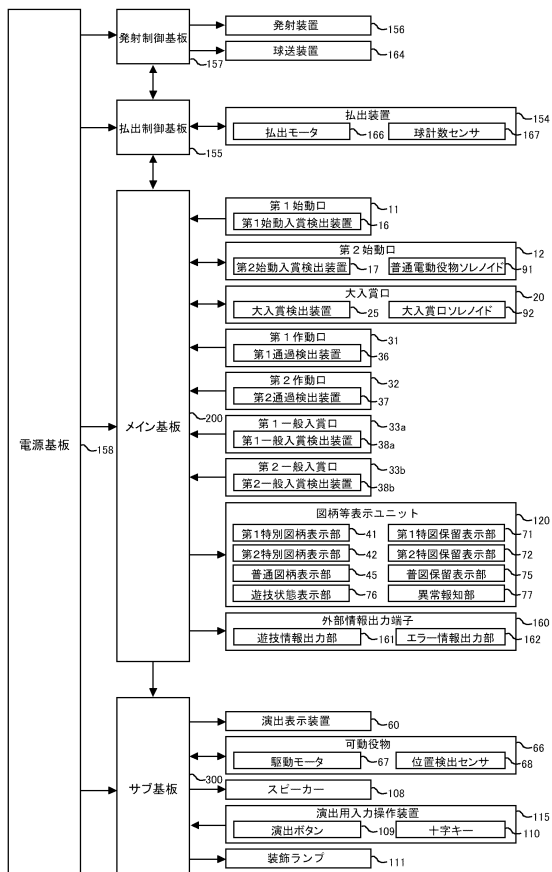 発射制御基板
157
発射装置
156
球送装置
164
払出制御基板
155
払出装置
154
払出モータ
166
球計数センサ
167
電源基板
158
メイン基板
200
第1始動口
11
第1始動入賞検出装置
16
第2始動口
12
第2始動入賞検出装置
17
普通電動役物ソレノイド
91
大入賞口
20
大入賞検出装置
25
大入賞口ソレノイド
92
第1作動口
31
第1通過検出装置
36
第2作動口
32
第2通過検出装置
37
第1一般入賞口
33a
第1一般入賞検出装置
38a
第2一般入賞口
33b
第2一般入賞検出装置
38b
図柄等表示ユニット
120
第1特別図柄表示部
41
第1特図保留表示部
71
第2特別図柄表示部
42
第2特図保留表示部
72
普通図柄表示部
45
普図保留表示部
75
遊技状態表示部
76
異常報知部
77
外部情報出力端子
160
遊技情報出力部
161
エラー情報出力部
162
サブ基板
300
演出表示装置
60
可動役物
66
駆動モータ
67
位置検出センサ
68
スピーカー
108
演出用入力操作装置
115
演出ボタン
109
十字キー
110
装飾ランプ
111